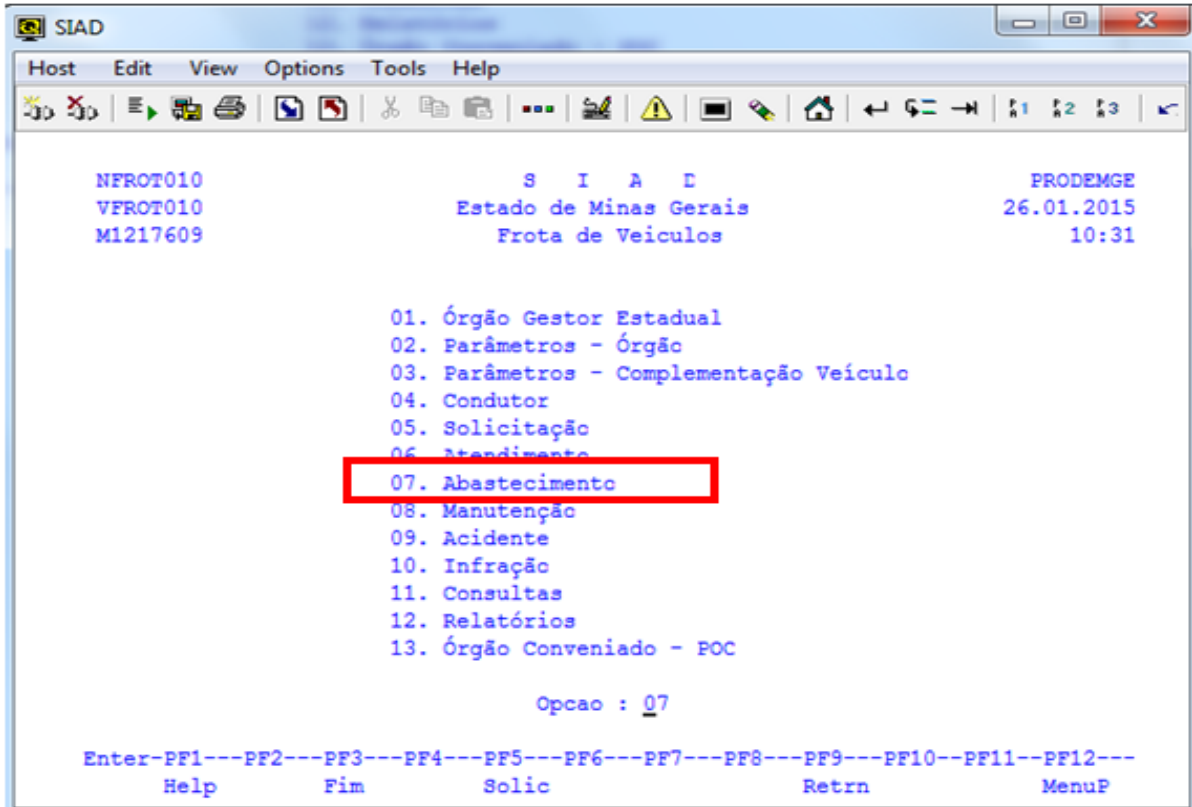 SIAD
Host Edit View Options Tools Help
NFROT010 S I A D PRODEMGE
VFROT010 Estado de Minas Gerais 26.01.2015
M1217609 Frota de Veiculos 10:31
01. Órgão Gestor Estadual
02. Parâmetros - Órgão
03. Parâmetros - Complementação Veículo
04. Condutor
05. Solicitação
06. Atendimento
07. Abastecimento
08. Manutenção
09. Acidente
10. Infração
11. Consultas
12. Relatórios
13. Órgão Conveniado - POC
Opcao : 07
Enter-PF1---PF2---PF3---PF4---PF5---PF6---PF7---PF8---PF9---PF10--PF11--PF12---
Help Fim Solic Retrn MenuP